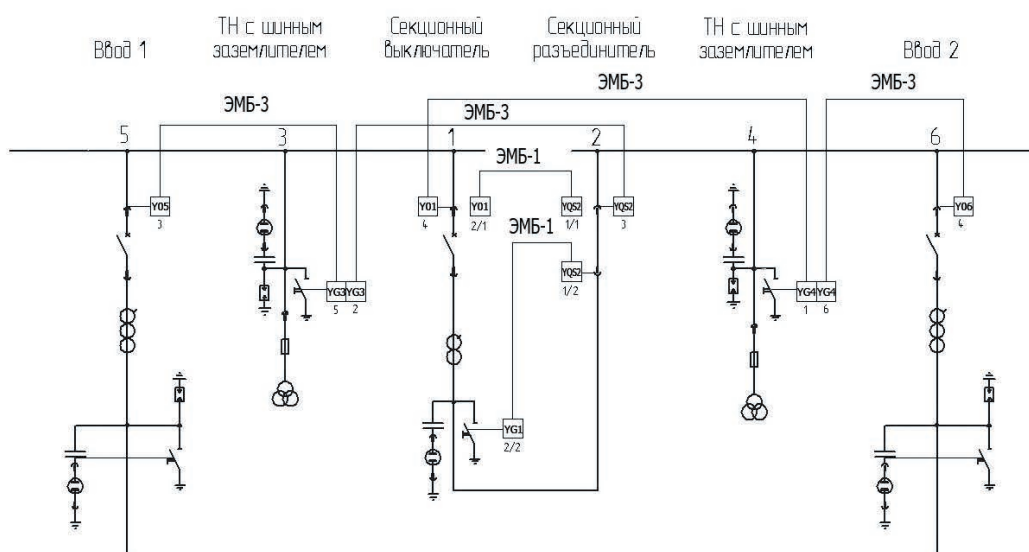 Ввод 1
ТН с шинным
заземлителем
Секционный
выключатель
Секционный
разъединитель
ТН с шинным
заземлителем
Ввод 2
ЭМБ-3
ЭМБ-3
ЭМБ-3
ЭМБ-3
5
3
1
2
4
6
ЭМБ-1
Y05
3
Y01
4
Y01
2/1
YQS2
1/1
YQS2
3
Y06
4
ЭМБ-1
YQS2
1/2
YG3
5
YG3
2
YG4
1
YG4
6
YG1
2/2